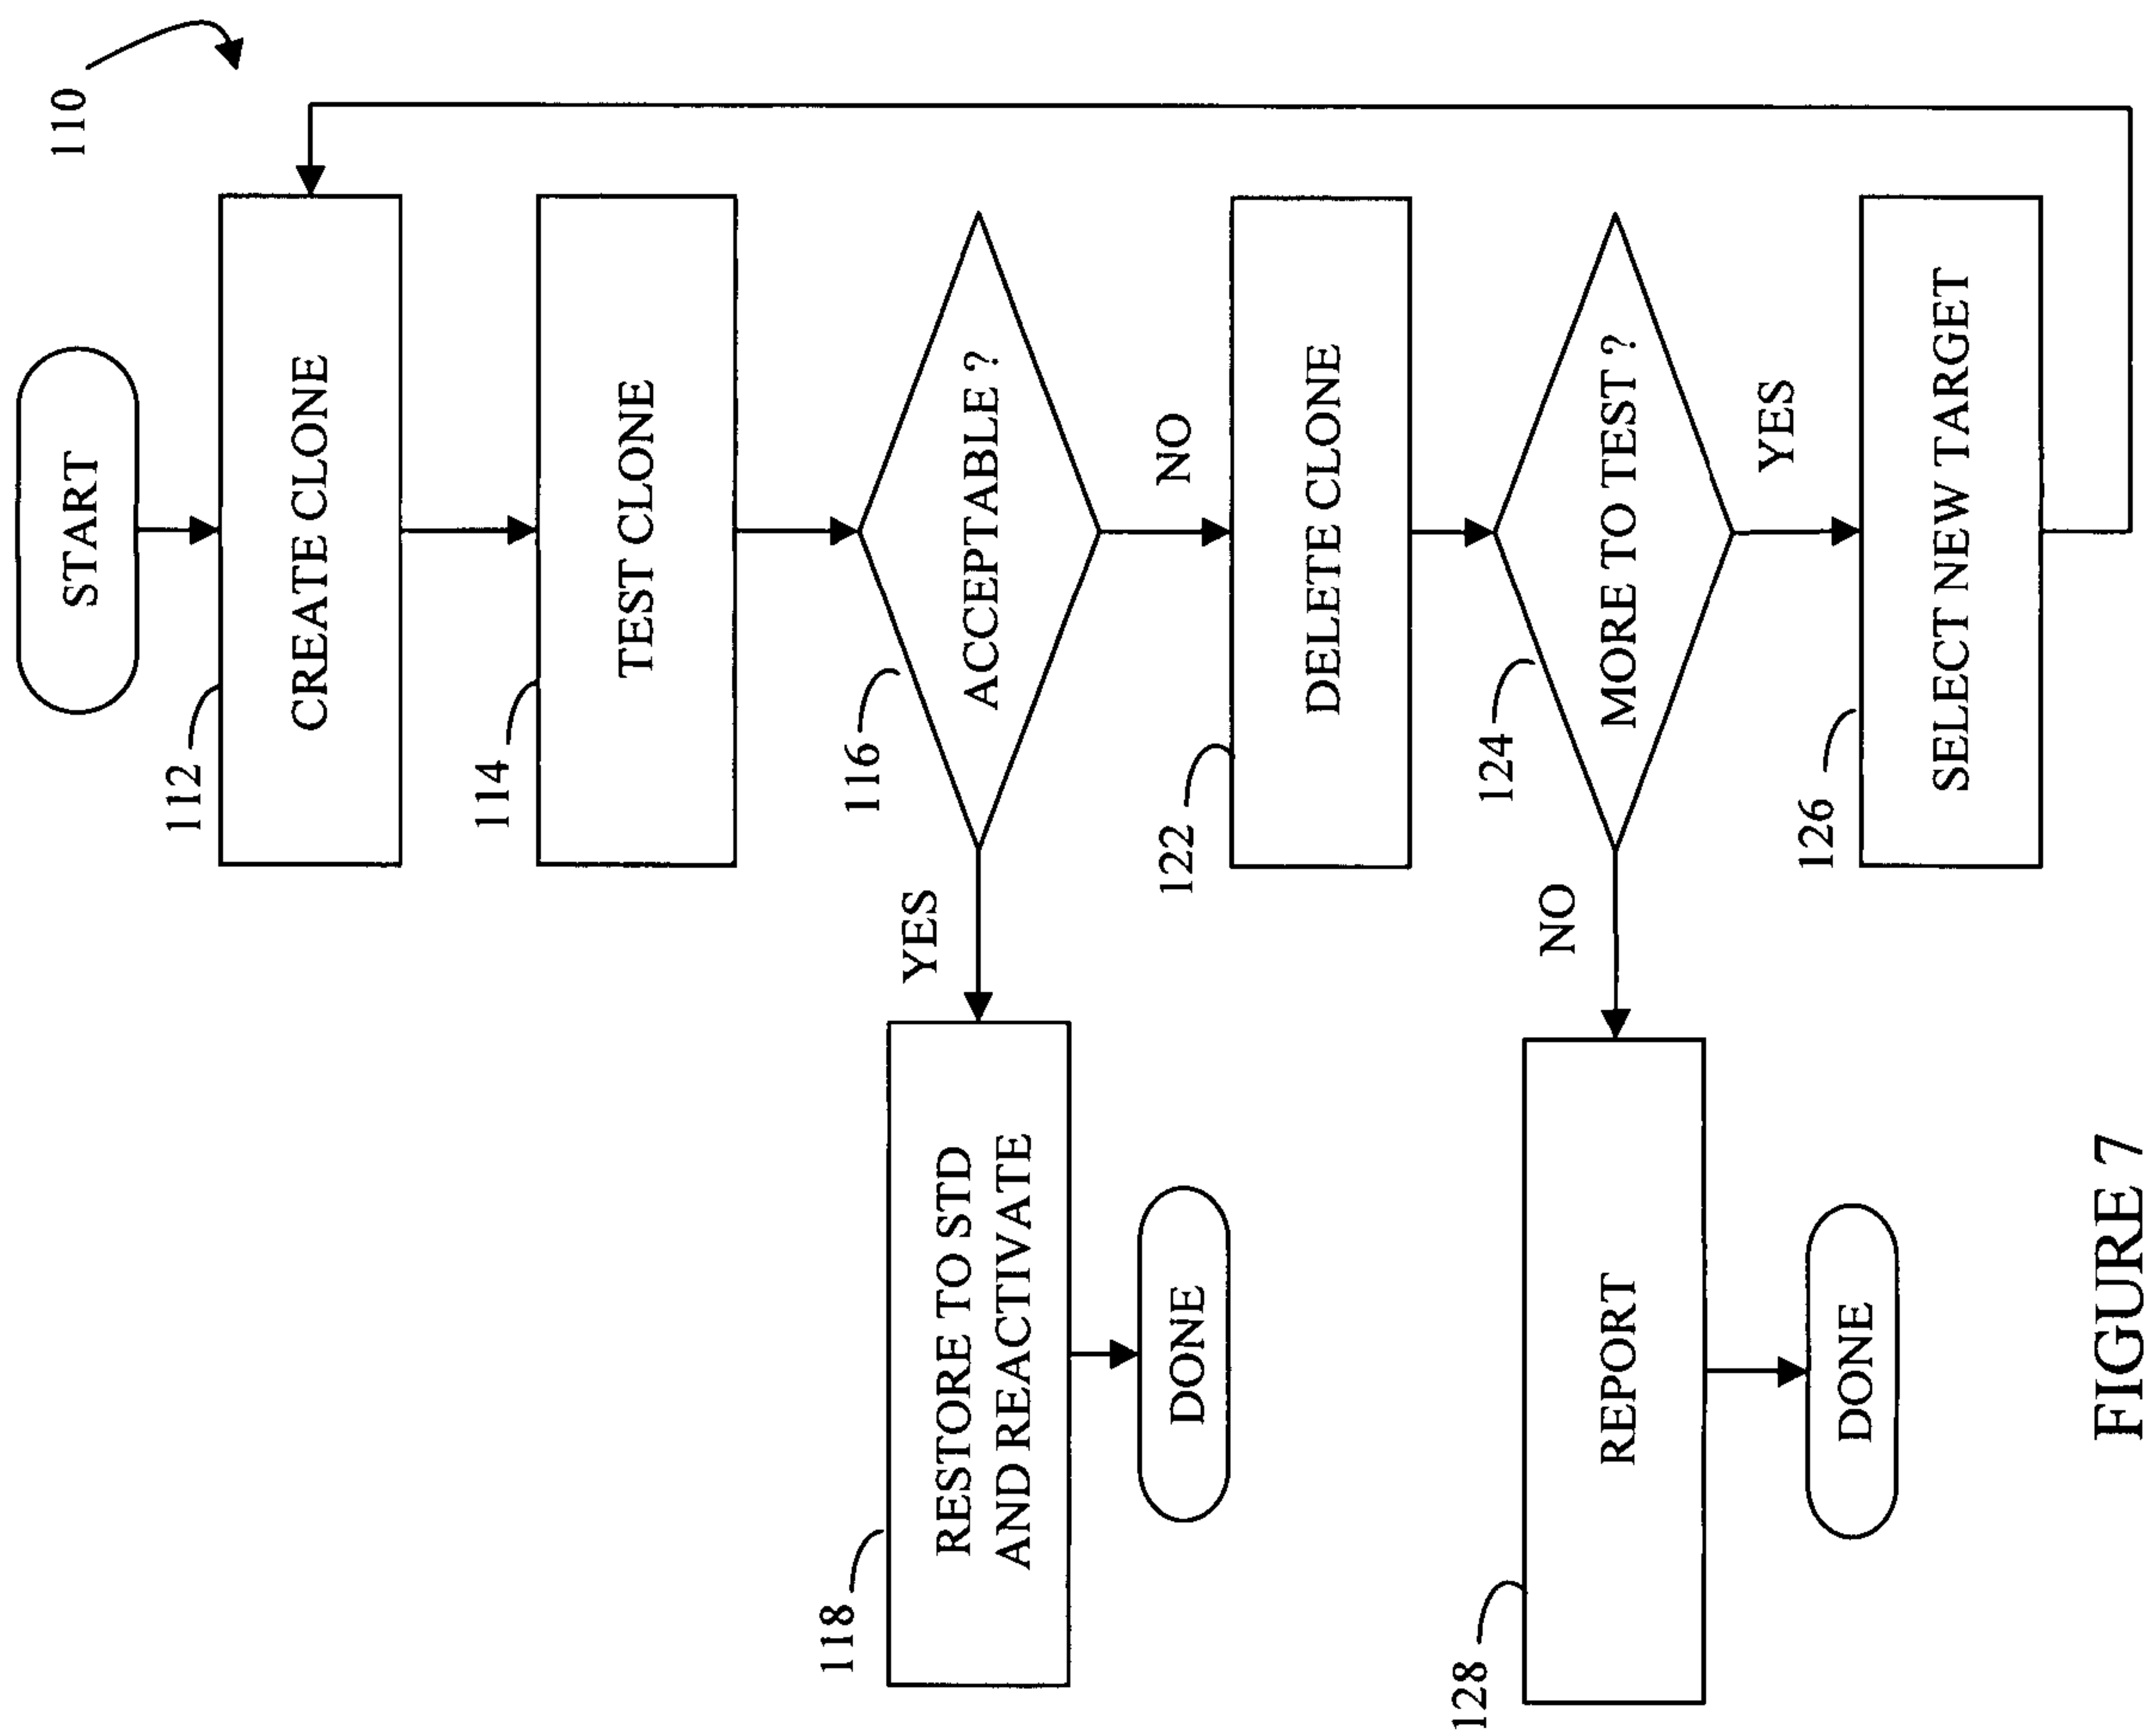 110
START
112
CREATE CLONE
114
TEST CLONE
116
ACCEPTABLE ?
YES
NO
118
RESTORE TO STD
AND REACTIVATE
DONE
122
DELETE CLONE
124
MORE TO TEST ?
NO
YES
128
REPORT
DONE
126
SELECT NEW TARGET
FIGURE 7